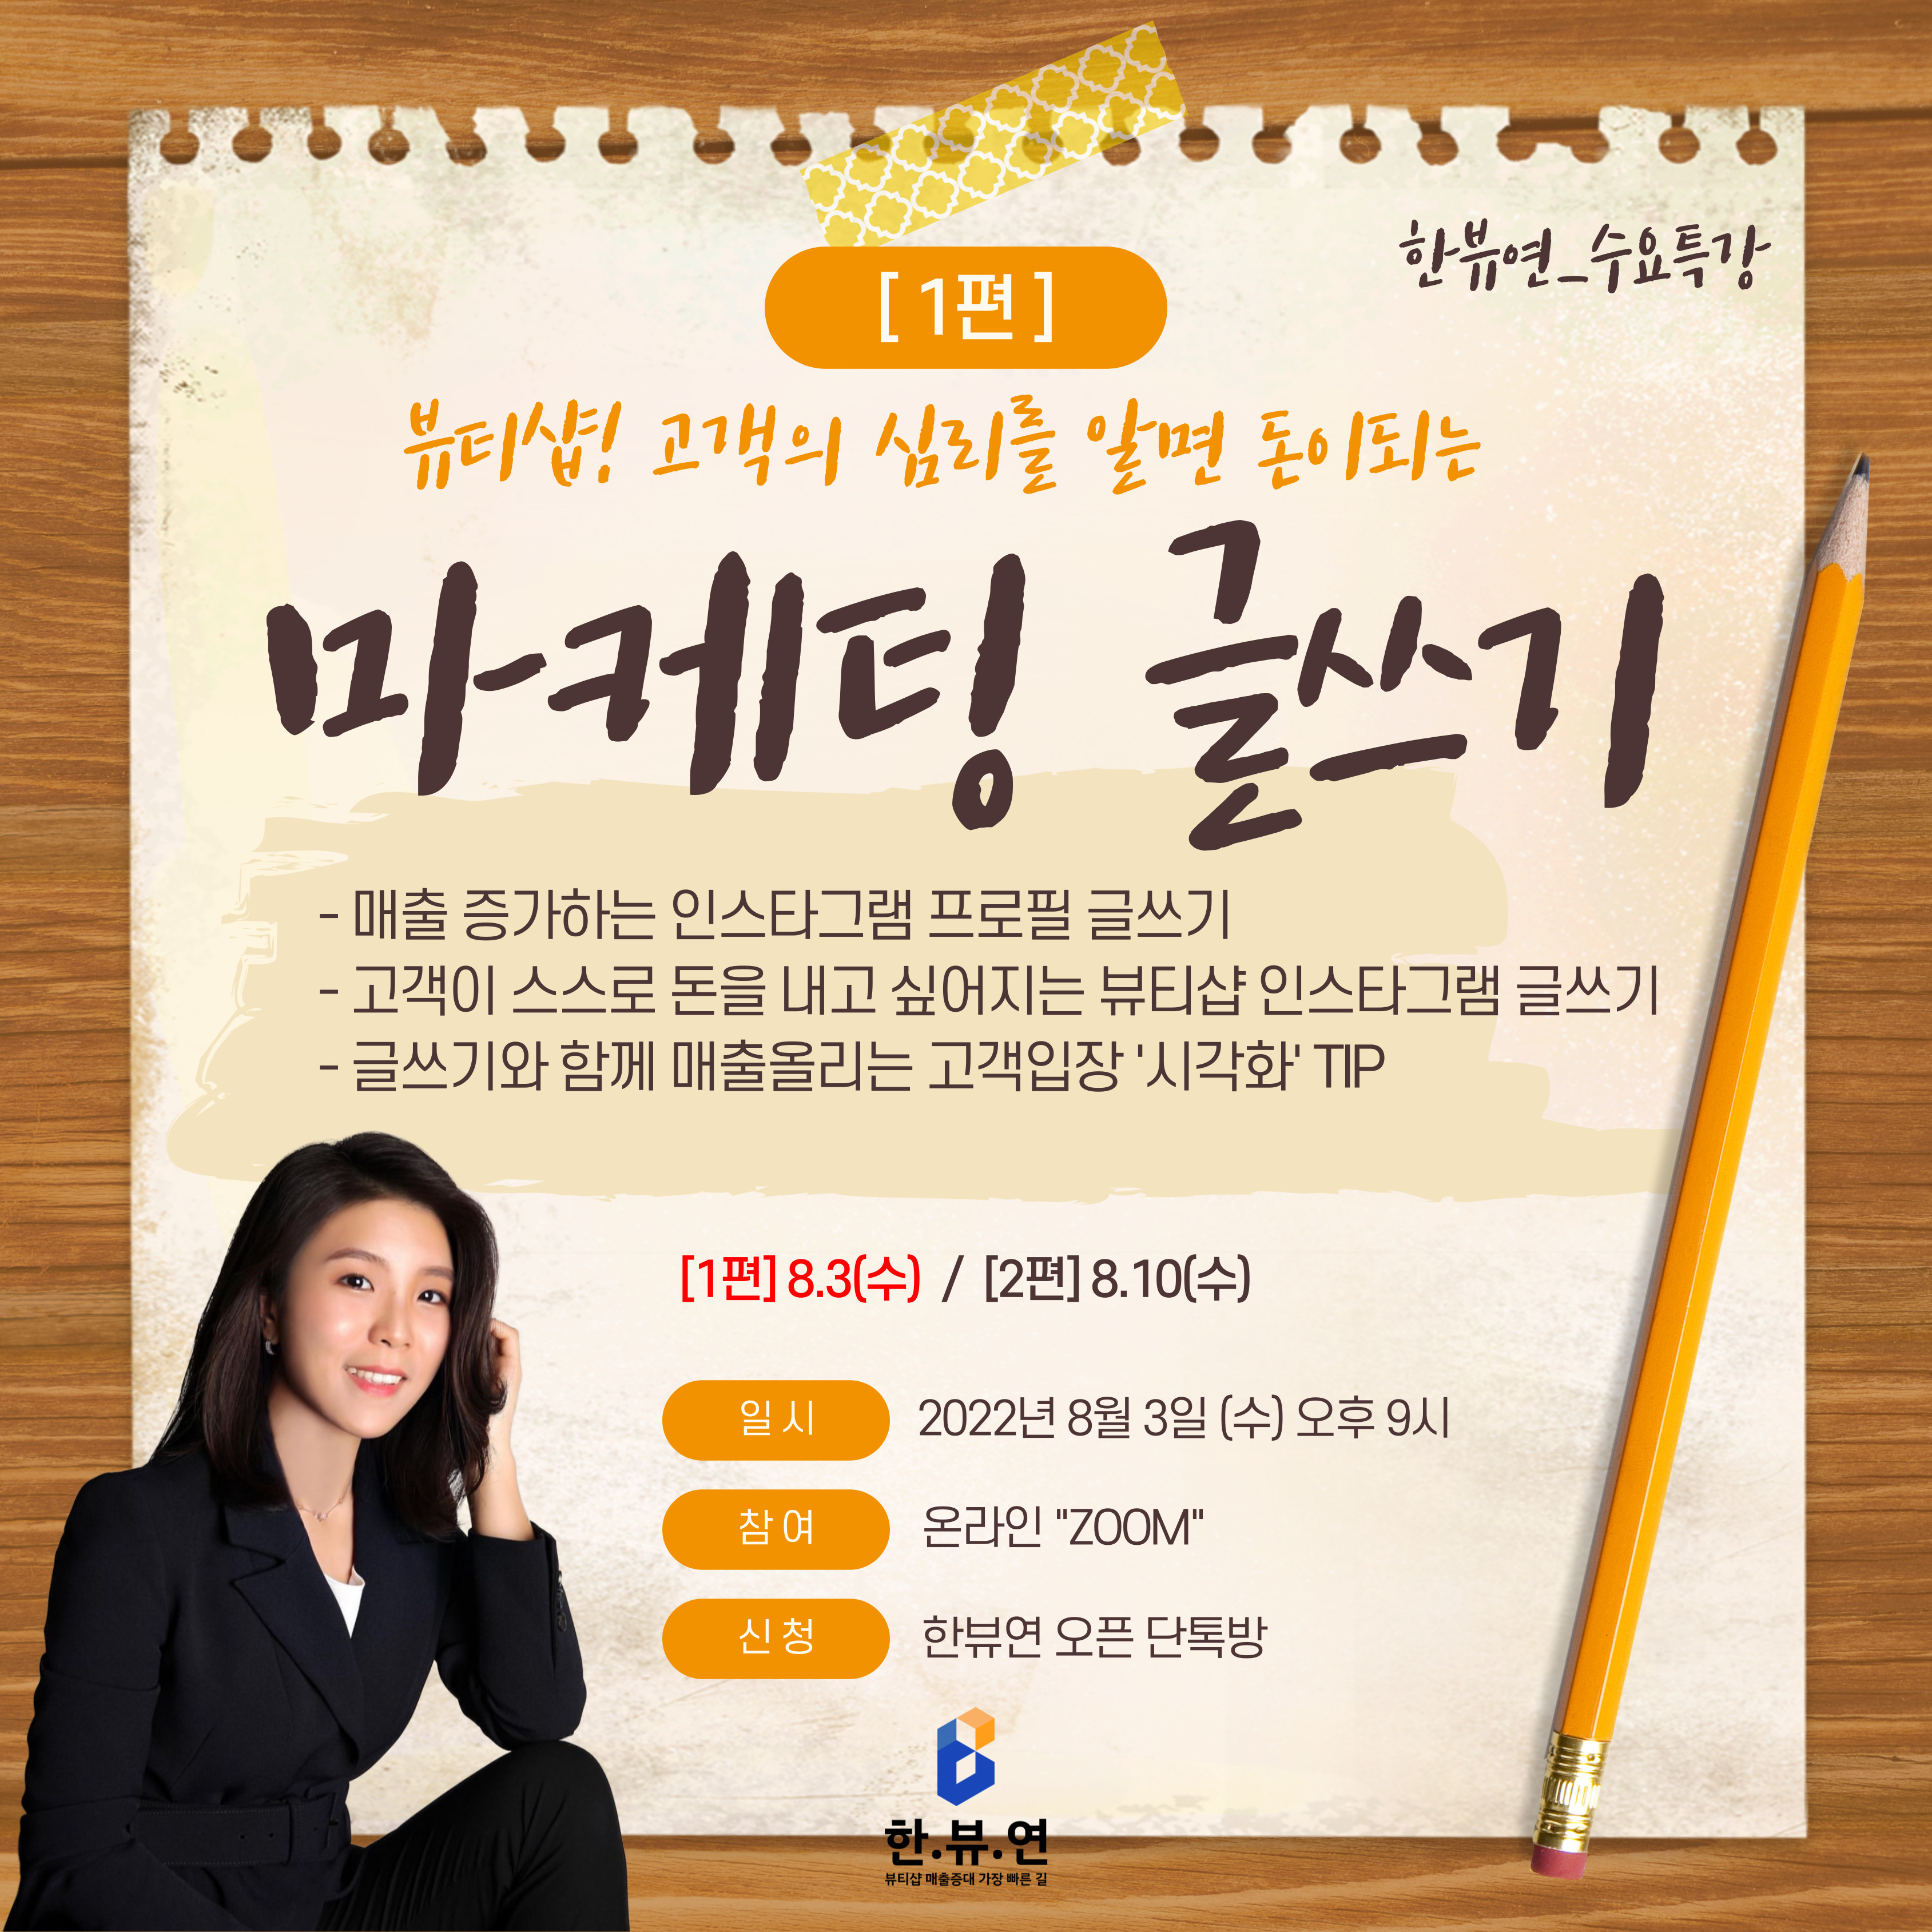 한뷰연_수요특강
[ 1편 ]
뷰티샵! 고객의 심리를 알면 돈이되는
마케팅 글쓰기
- 매출 증가하는 인스타그램 프로필 글쓰기
- 고객이 스스로 돈을 내고 싶어지는 뷰티샵 인스타그램 글쓰기
- 글쓰기와 함께 매출올리는 고객입장 '시각화' TIP
[1편] 8.3(수) / [2편] 8.10(수)
일 시 2022년 8월 3일 (수) 오후 9시
참 여 온라인 "ZOOM"
신 청 한뷰연 오픈 단톡방
한.뷰.연
뷰티샵 매출증대 가장 빠른 길